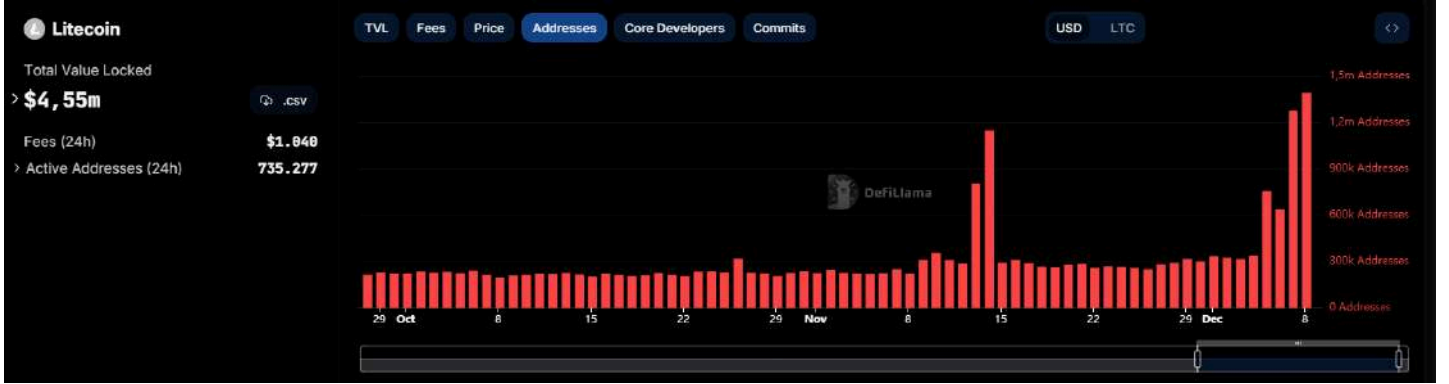 Litecoin
Total Value Locked
$4,55m
.csv
Fees (24h) $1.040
Active Addresses (24h) 735.277
TVL Fees Price Addresses Core Developers Commits USD LTC
1,5m Addresses
1,2m Addresses
900k Addresses
600k Addresses
300k Addresses
0 Addresses
DefiLlama
29 Oct 8 15 22 29 Nov 8 15 22 29 Dec 8